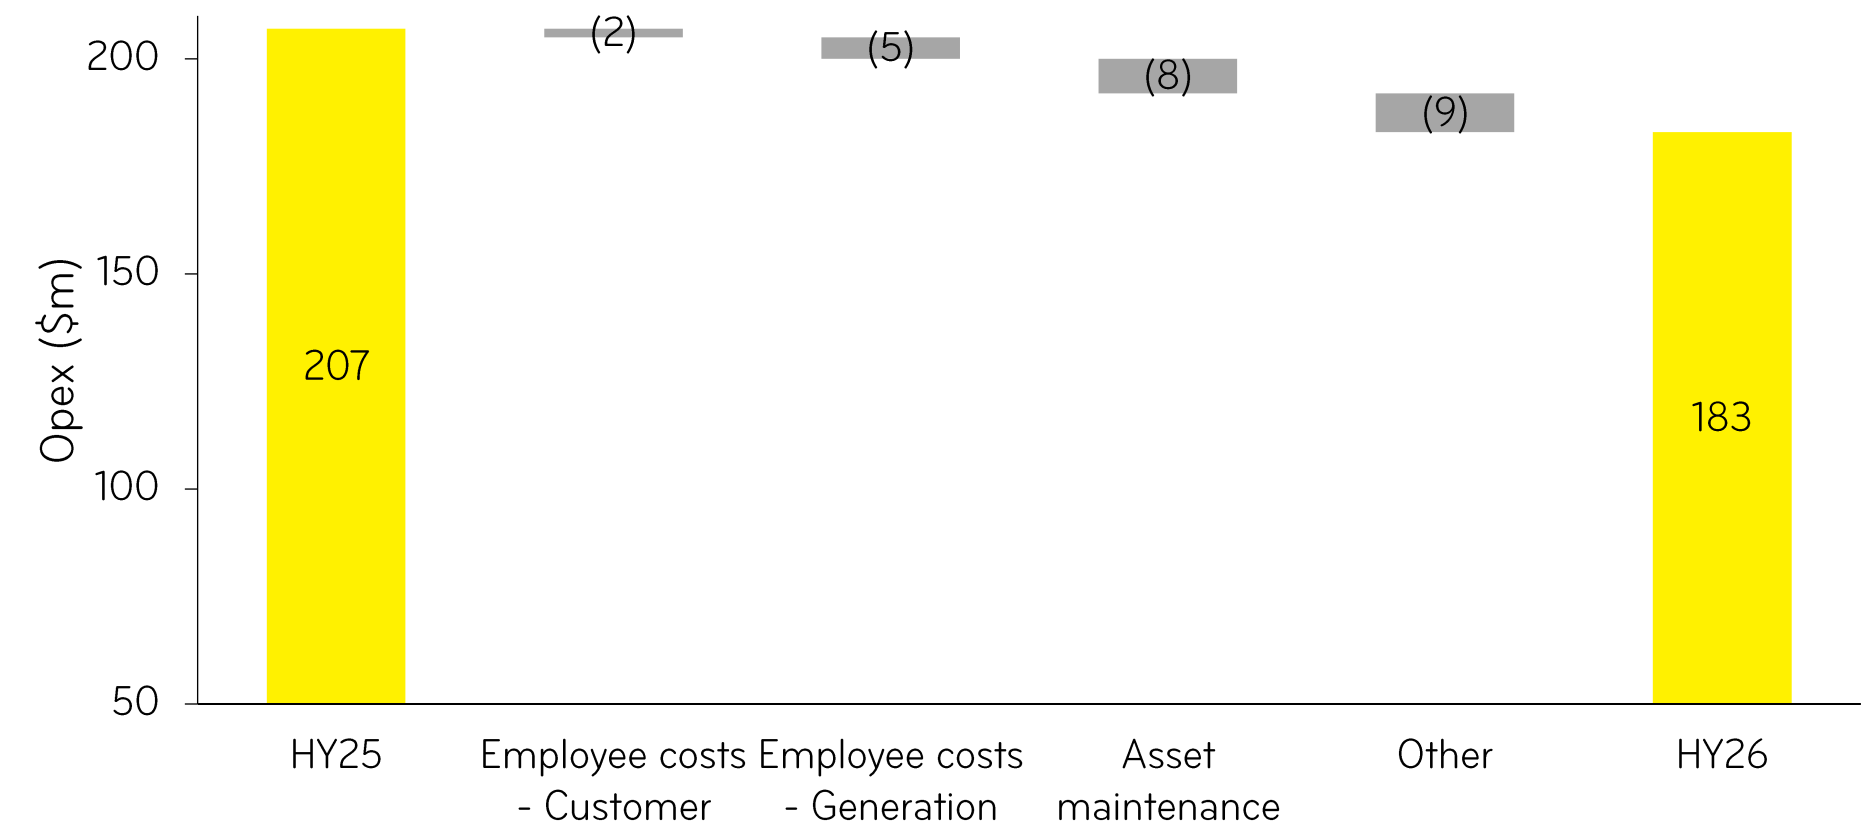 Opex ($m)
200
150
100
50
207
(2)
(5)
(8)
(9)
183
HY25
Employee costs
- Customer
Employee costs
- Generation
Asset
maintenance
Other
HY26